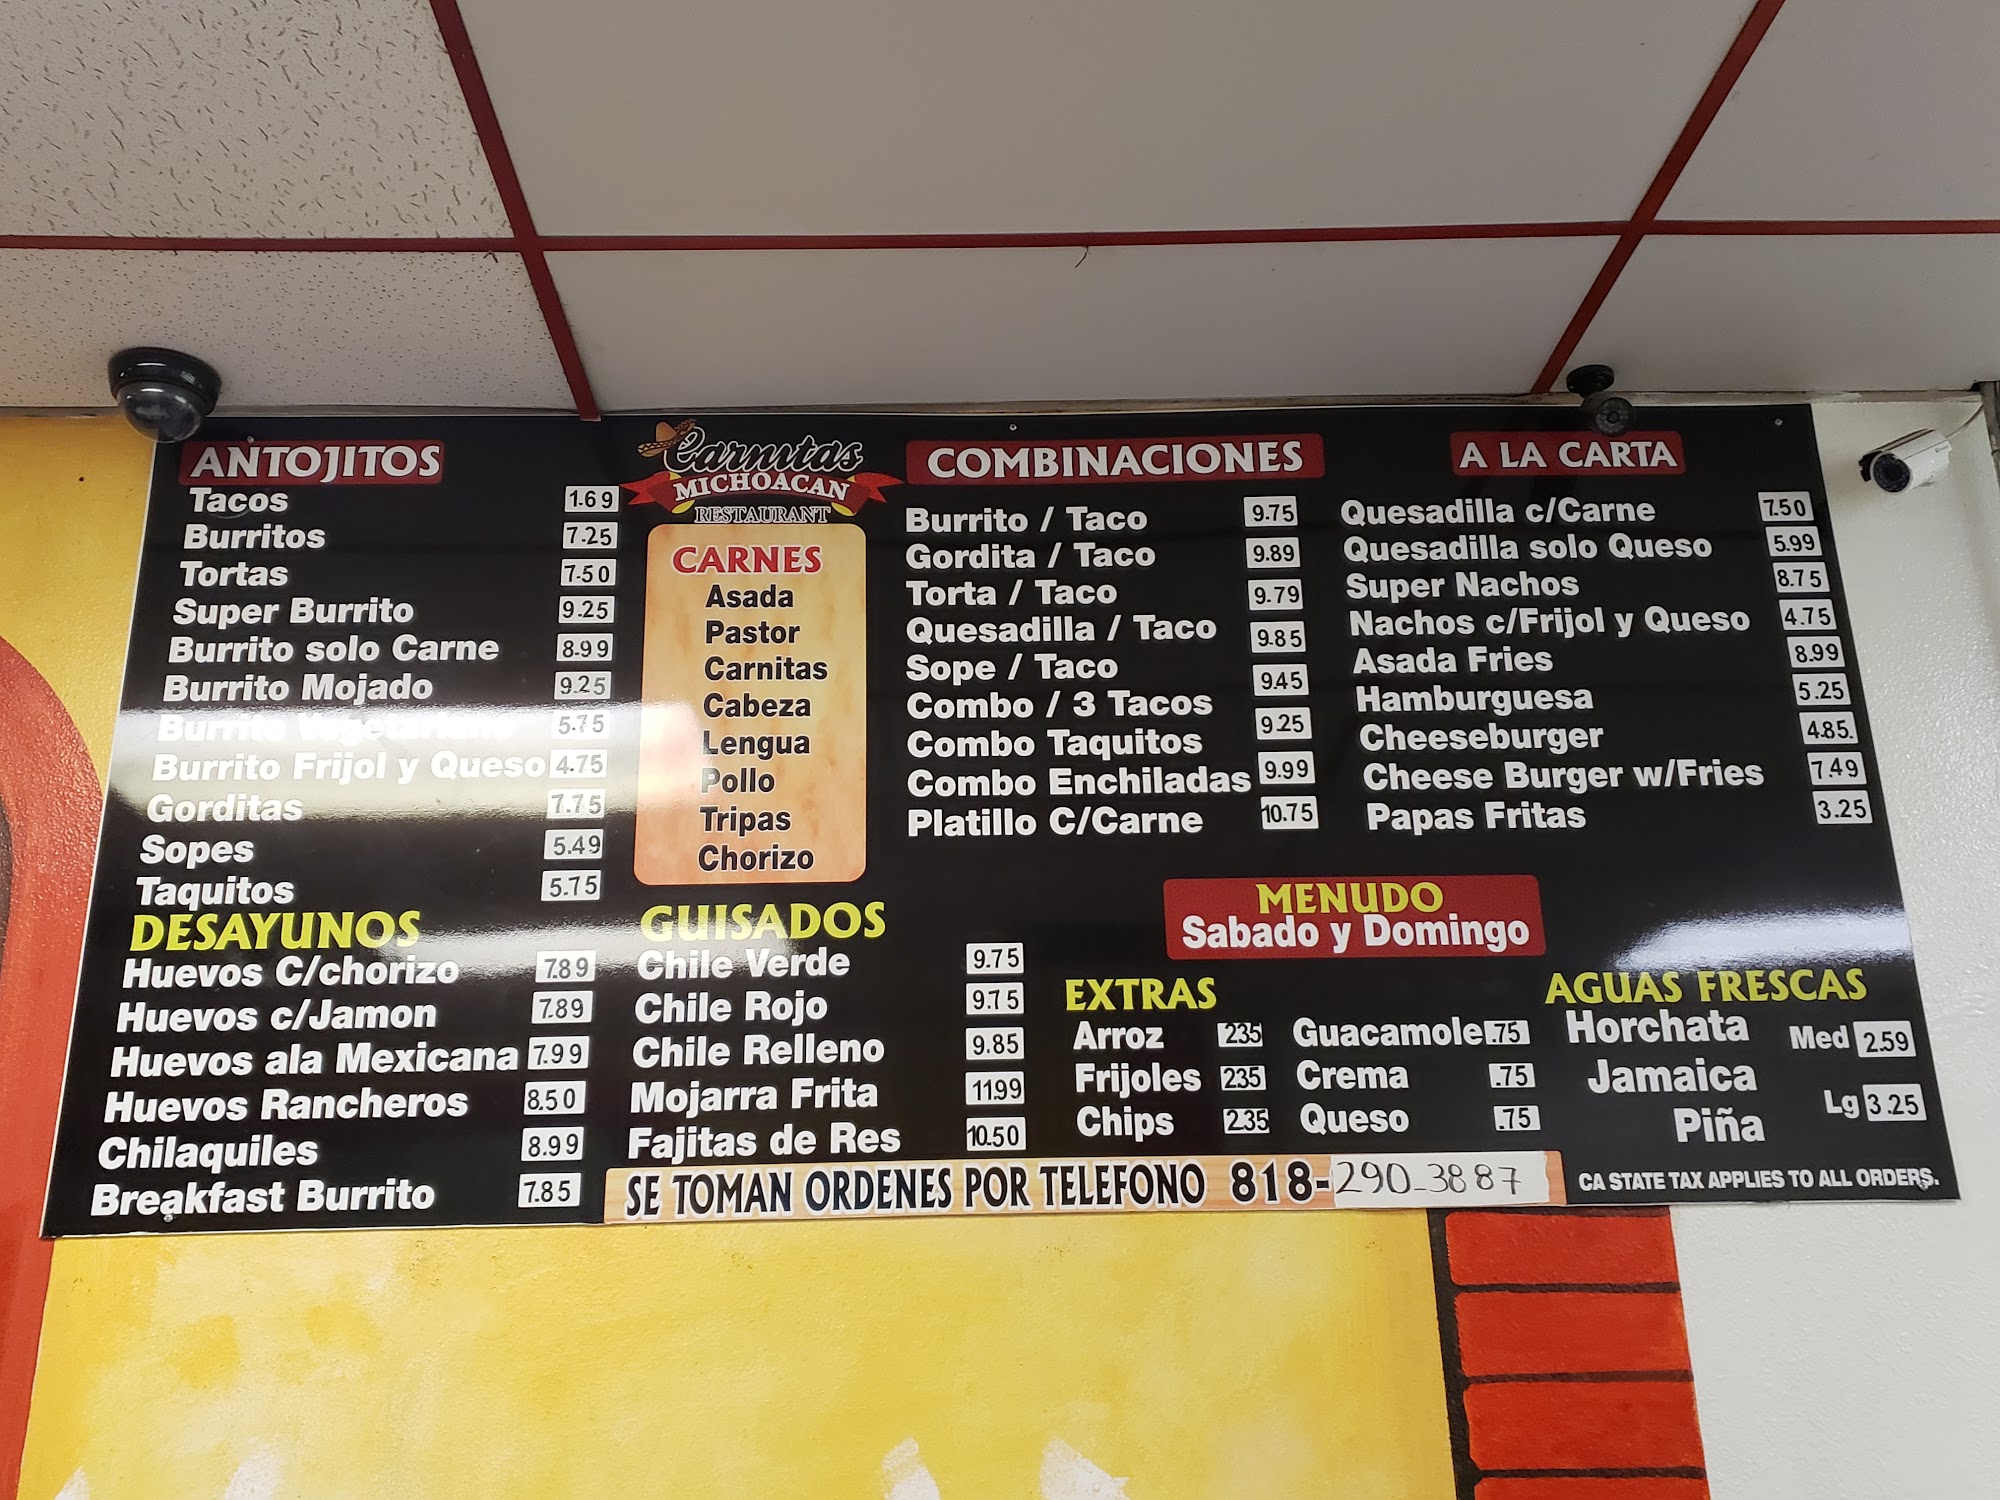 ANTOJITOS
Tacos 1.69
Burritos 7.25
Tortas 7.50
Super Burrito 9.25
Burrito solo Carne 8.99
Burrito Mojado 9.25
Burrito Vegetariano 5.75
Burrito Frijol y Queso 4.75
Gorditas 7.75
Sopes 5.49
Taquitos 5.75
DESAYUNOS
Huevos C/chorizo 7.89
Huevos c/Jamon 7.89
Huevos ala Mexicana 7.99
Huevos Rancheros 8.50
Chilaquiles 8.99
Breakfast Burrito 7.85
Carnitas
MICHOACAN
RESTAURANT
CARNES
Asada
Pastor
Carnitas
Cabeza
Lengua
Pollo
Tripas
Chorizo
GUISADOS
Chile Verde 9.75
Chile Rojo 9.75
Chile Relleno 9.85
Mojarra Frita 11.99
Fajitas de Res 10.50
COMBINACIONES
Burrito / Taco 9.75
Gordita / Taco 9.89
Torta / Taco 9.79
Quesadilla / Taco 9.85
Sope / Taco 9.45
Combo / 3 Tacos 9.25
Combo Taquitos
Combo Enchiladas 9.99
Platillo C/Carne 10.75
A LA CARTA
Quesadilla c/Carne 7.50
Quesadilla solo Queso 5.99
Super Nachos 8.75
Nachos c/Frijol y Queso 4.75
Asada Fries 8.99
Hamburguesa 5.25
Cheeseburger 4.85.
Cheese Burger w/Fries 7.49
Papas Fritas 3.25
MENUDO
Sabado y Domingo
EXTRAS
Arroz 2.35 Guacamole .75
Frijoles 2.35 Crema .75
Chips 2.35 Queso .75
AGUAS FRESCAS
Horchata Med 2.59
Jamaica
Piña Lg 3.25
SE TOMAN ORDENES POR TELEFONO 818-290-3887
CA STATE TAX APPLIES TO ALL ORDERS.